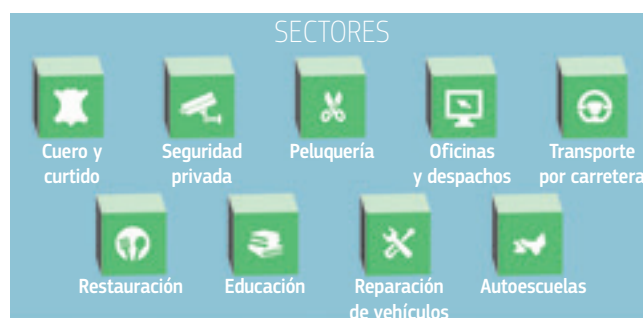 SECTORES
Cuero y
curtido
Seguridad
privada
Peluquería
Oficinas
y despachos
Transporte
por carretera
Restauración
Educación
Reparación
de vehículos
Autoescuelas